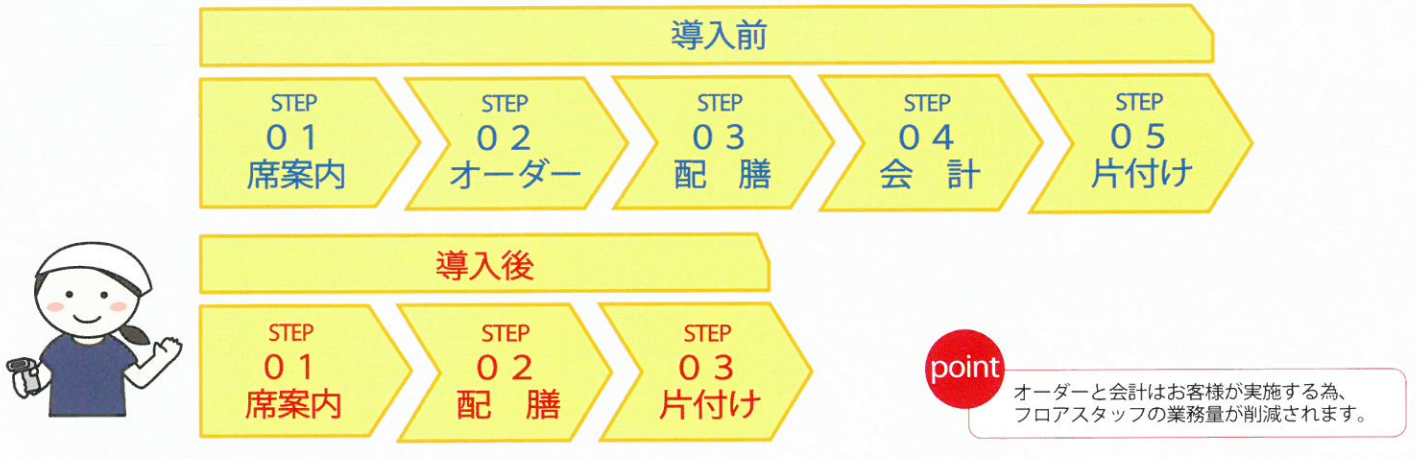 導入前
STEP
０１
席案内
STEP
０２
オーダー
STEP
０３
配　膳
STEP
０４
会　計
STEP
０５
片付け
導入後
STEP
０１
席案内
STEP
０２
配　膳
STEP
０３
片付け
point
オーダーと会計はお客様が実施する為、
フロアスタッフの業務量が削減されます。